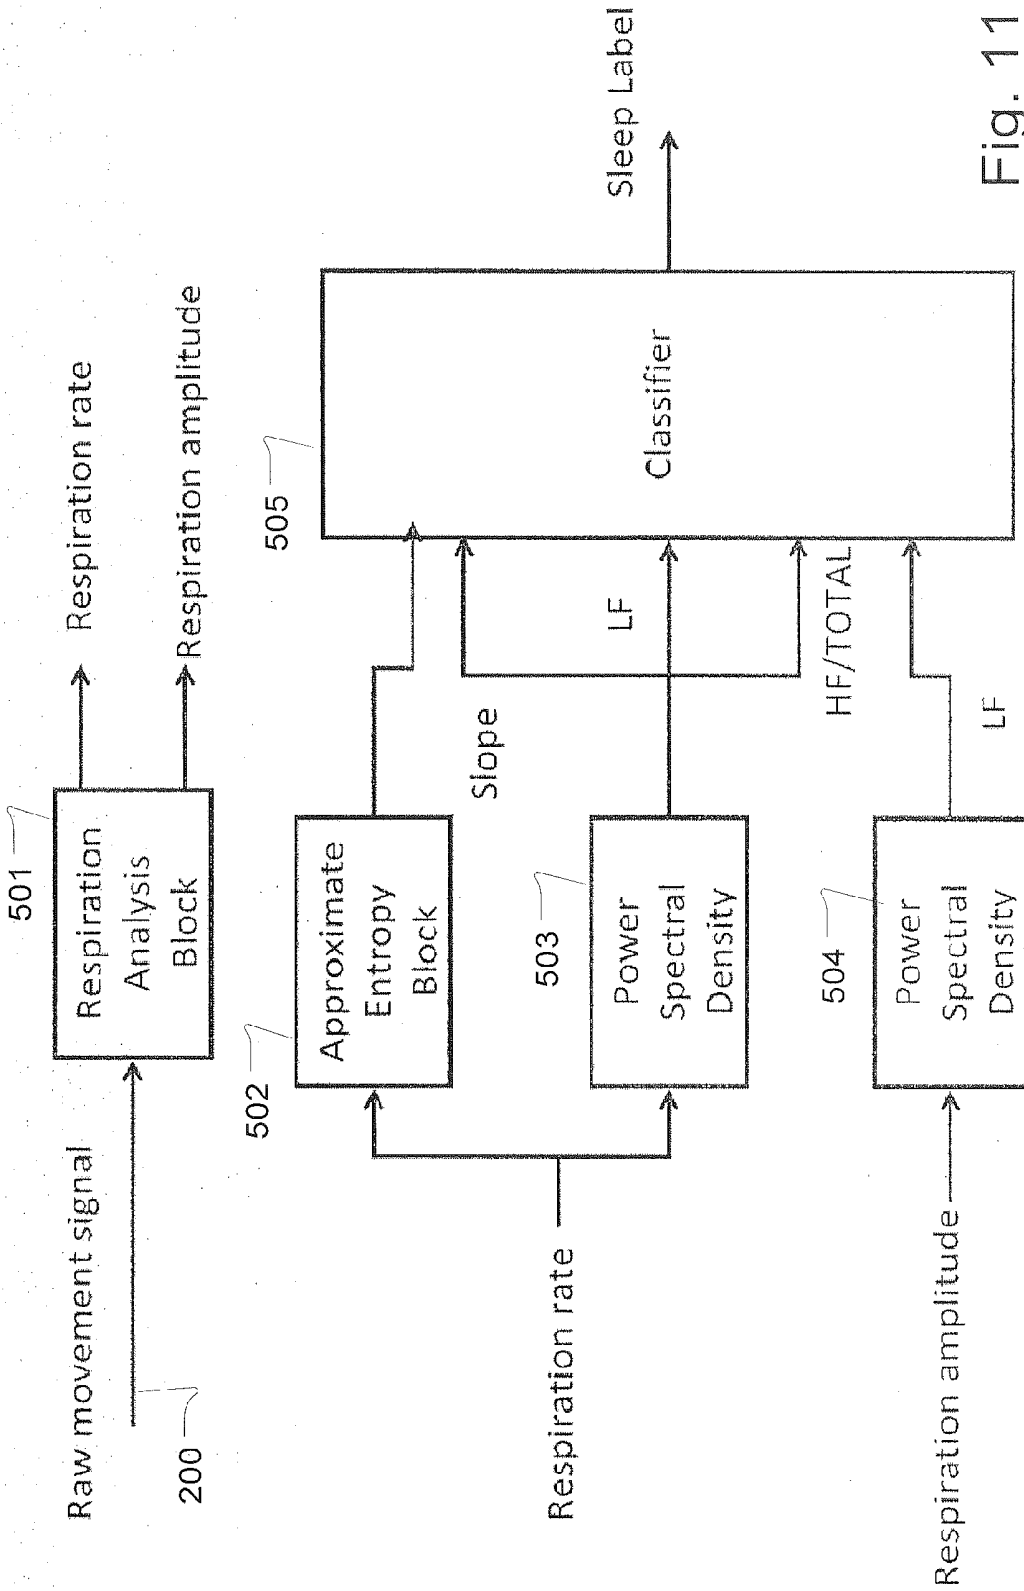 Raw movement signal
200
501
Respiration
Analysis
Block
Respiration rate
Respiration amplitude
502
Approximate
Entropy
Block
Respiration rate
503
Power
Spectral
Density
504
Power
Spectral
Density
Respiration amplitude
Slope
LF
HF/TOTAL
LF
505
Classifier
Sleep Label
Fig. 11